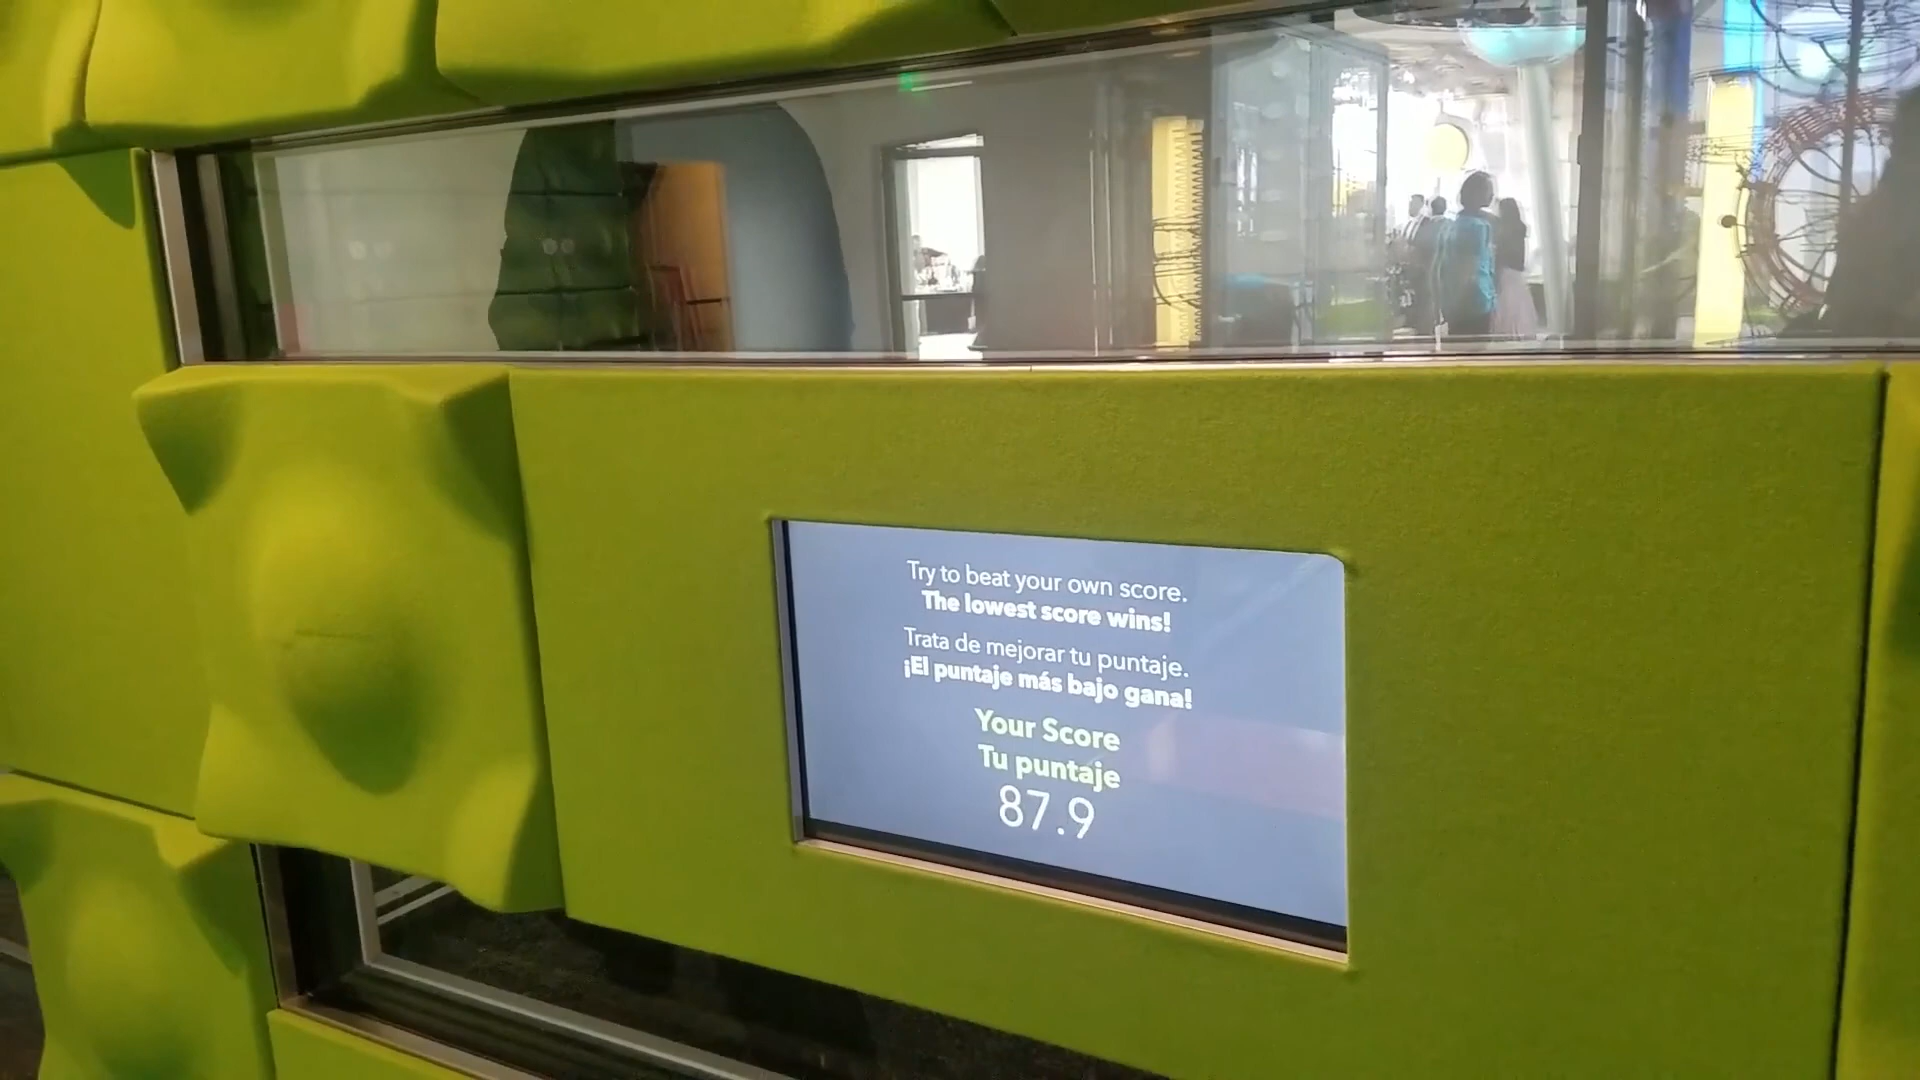 Try to beat your own score.
The lowest score wins!
Trata de mejorar tu puntaje.
¡El puntaje más bajo gana!
Your Score
Tu puntaje
87.9